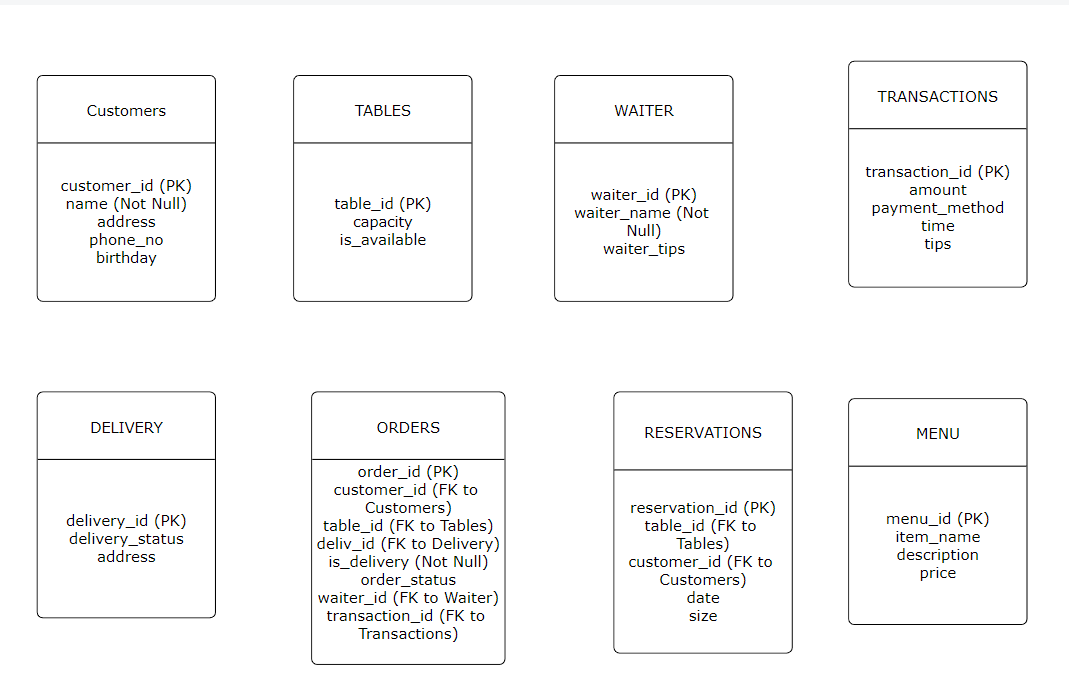 Customers
customer_id (PK)
name (Not Null)
address
phone_no
birthday
TABLES
table_id (PK)
capacity
is_available
WAITER
waiter_id (PK)
waiter_name (Not
Null)
waiter_tips
TRANSACTIONS
transaction_id (PK)
amount
payment_method
time
tips
DELIVERY
delivery_id (PK)
delivery_status
address
ORDERS
order_id (PK)
customer_id (FK to
Customers)
table_id (FK to Tables)
deliv_id (FK to Delivery)
is_delivery (Not Null)
order_status
waiter_id (FK to Waiter)
transaction_id (FK to
Transactions)
RESERVATIONS
reservation_id (PK)
table_id (FK to
Tables)
customer_id (FK to
Customers)
date
size
MENU
menu_id (PK)
item_name
description
price